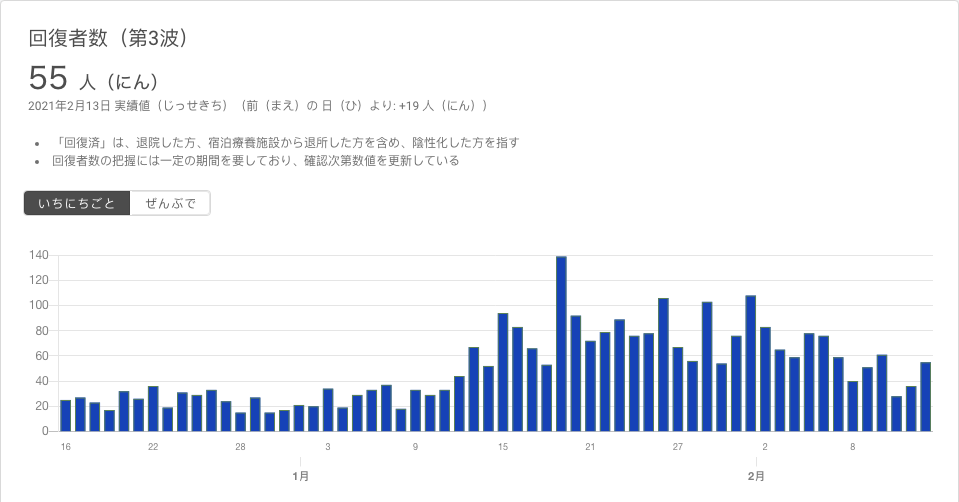 回復者数（第3波）
55 人（にん）
2021年2月13日 実績値（じっせきち）（前（まえ）の 日（ひ）より: +19 人（にん））
• 「回復済」は、退院した方、宿泊療養施設から退所した方を含め、陰性化した方を指す
• 回復者数の把握には一定の期間を要しており、確認次第数値を更新している
いちにちごと ぜんぶで
140
120
100
80
60
40
20
0
16 22 28 3 9 15 21 27 2 8
1月 2月